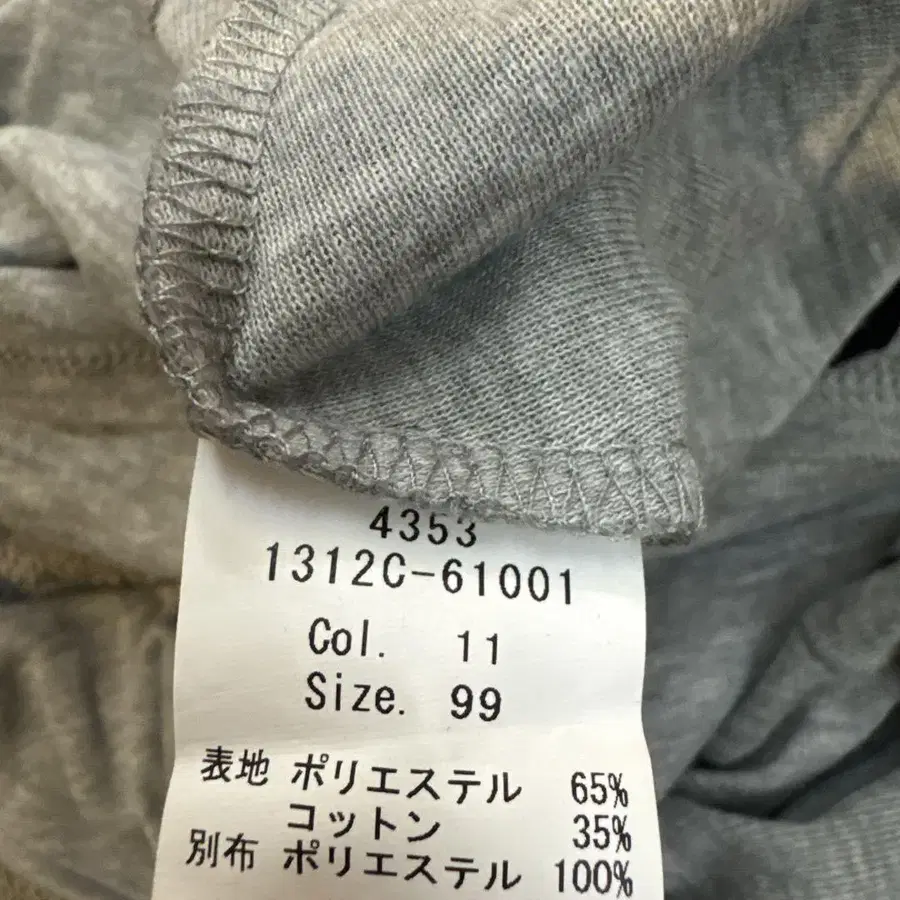 4353
1312C-61001
Col. 11
Size. 99
表地 ポリエステル 65%
コットン 35%
別布 ポリエステル 100%